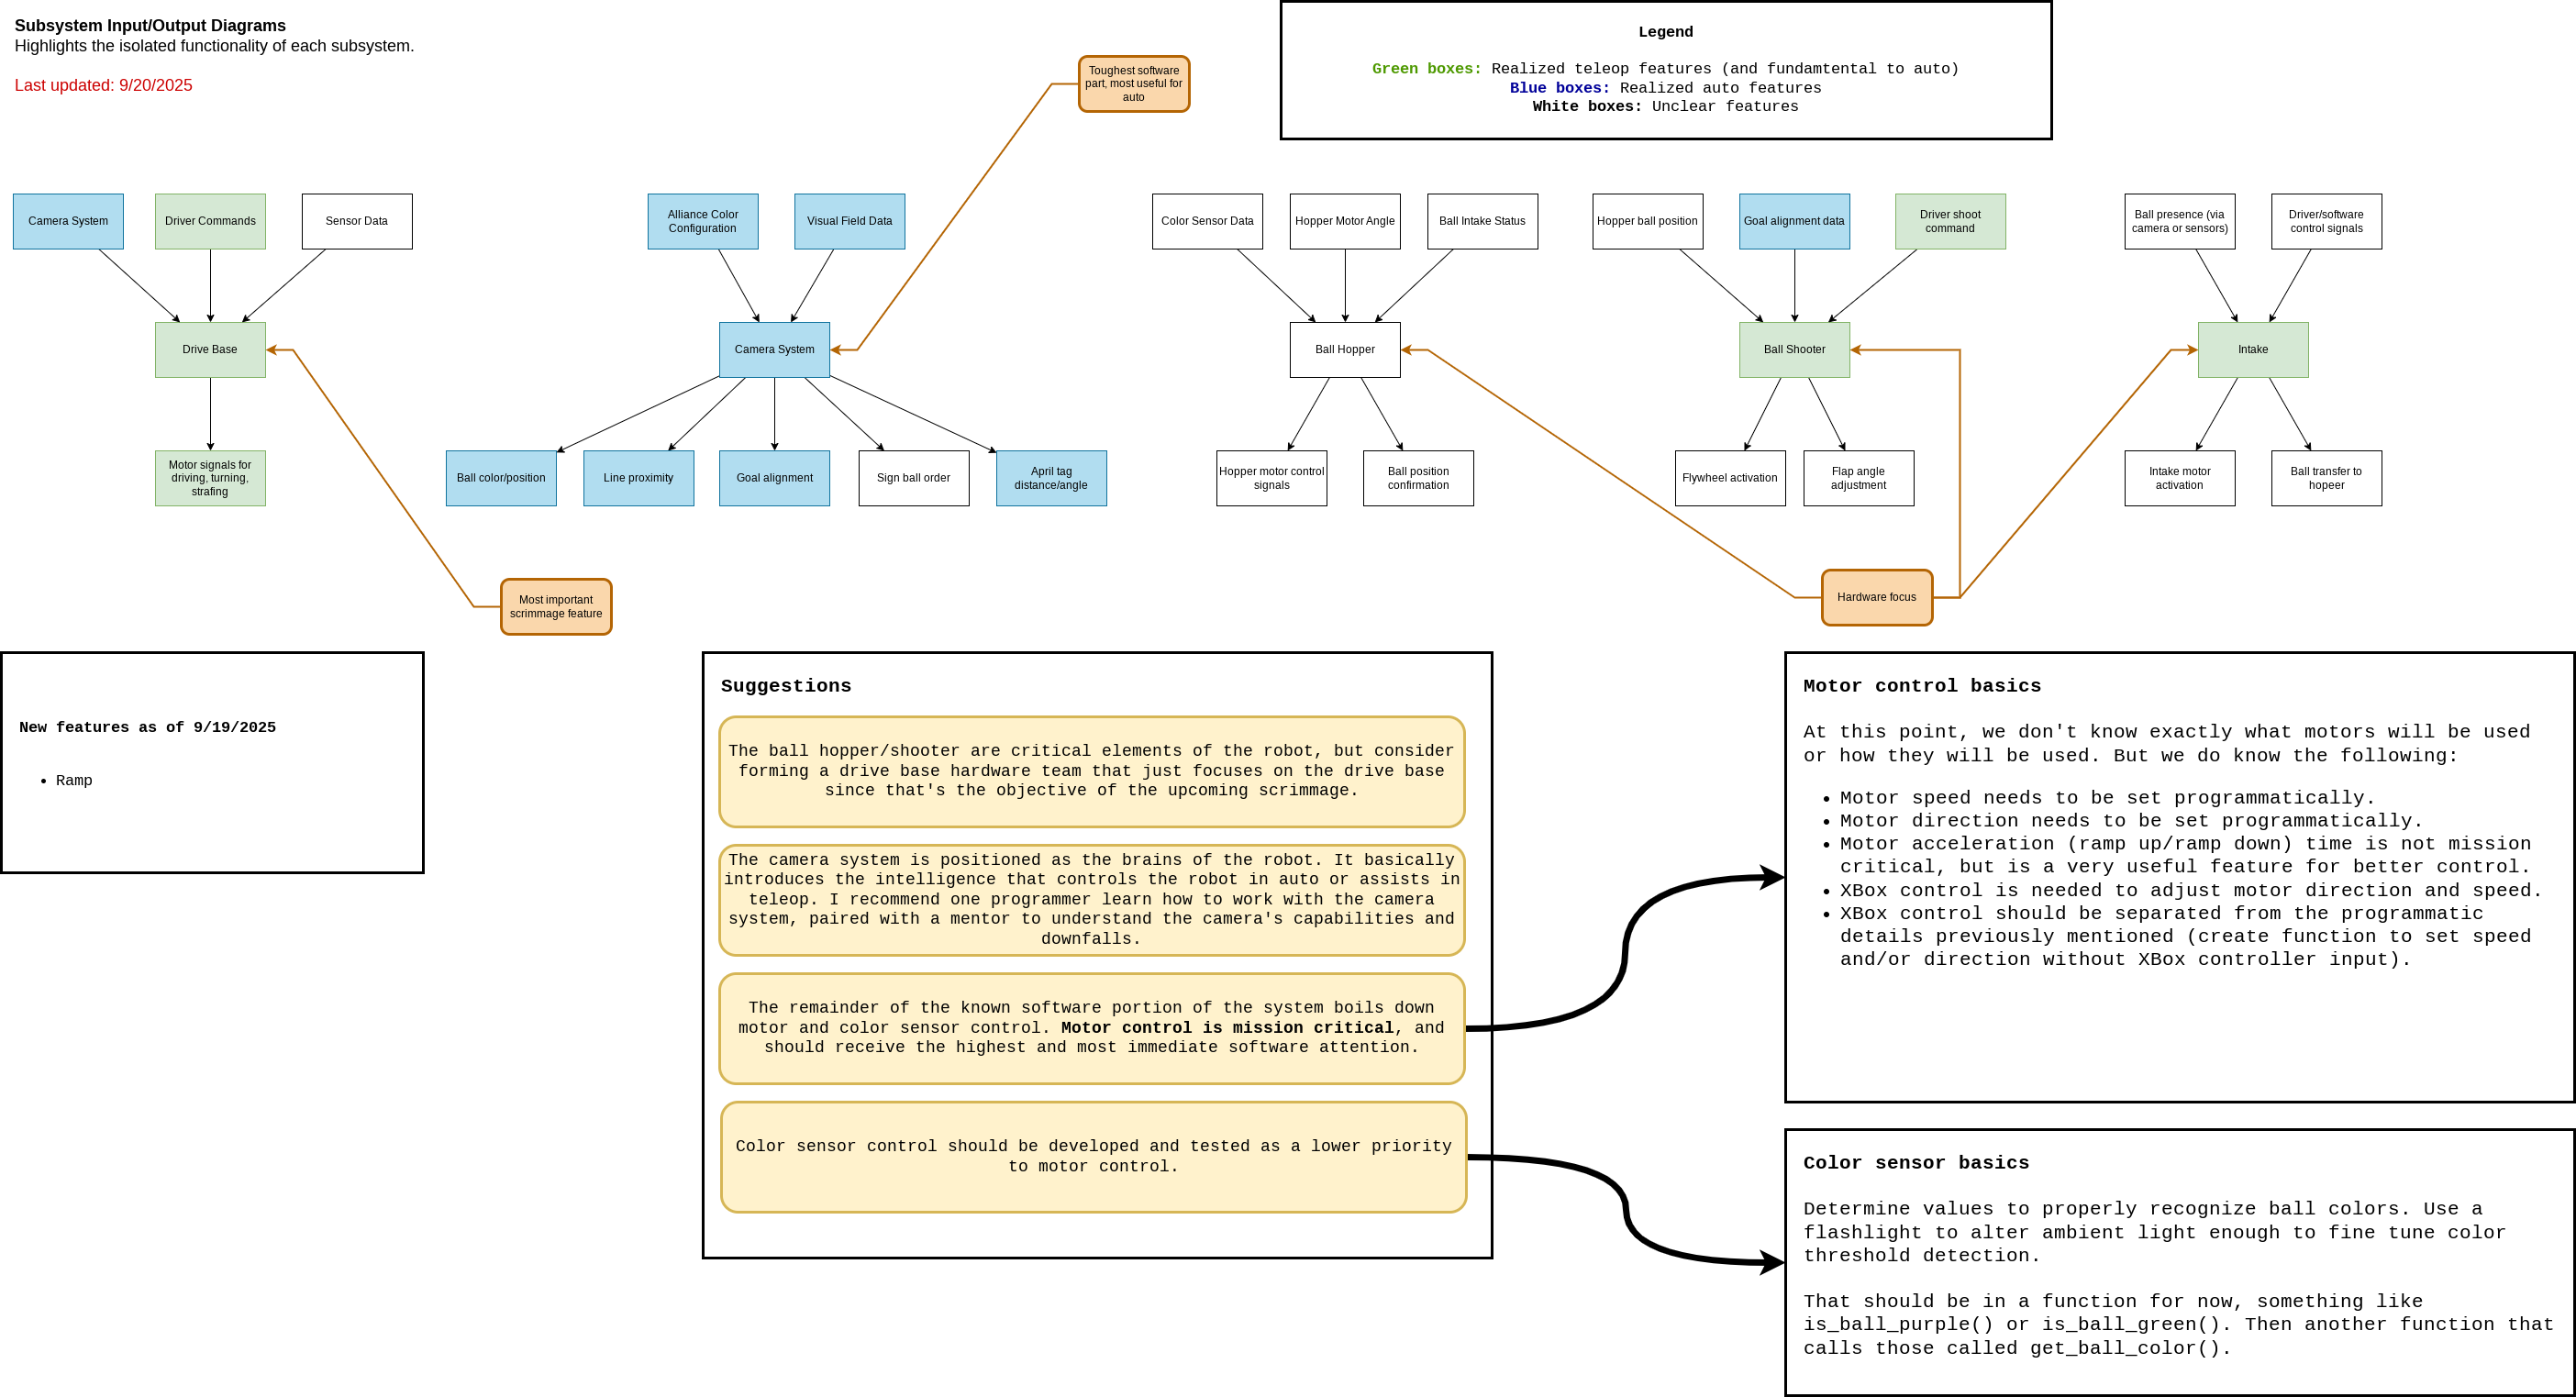 Subsystem Input/Output Diagrams
Highlights the isolated functionality of each subsystem.
Last updated: 9/20/2025
Toughest software
part, most useful for
auto
Legend
Green boxes: Realized teleop features (and fundamtental to auto)
Blue boxes: Realized auto features
White boxes: Unclear features
Camera System
Driver Commands
Sensor Data
Drive Base
Motor signals for
driving, turning,
strafing
Most important
scrimmage feature
Alliance Color
Configuration
Visual Field Data
Camera System
Ball color/position
Line proximity
Goal alignment
Sign ball order
April tag
distance/angle
Color Sensor Data
Hopper Motor Angle
Ball Intake Status
Ball Hopper
Hopper motor control
signals
Ball position
confirmation
Hopper ball position
Goal alignment data
Driver shoot
command
Ball Shooter
Flywheel activation
Flap angle
adjustment
Ball presence (via
camera or sensors)
Driver/software
control signals
Intake
Intake motor
activation
Ball transfer to
hopeer
Hardware focus
New features as of 9/19/2025
• Ramp
Suggestions
The ball hopper/shooter are critical elements of the robot, but consider
forming a drive base hardware team that just focuses on the drive base
since that's the objective of the upcoming scrimmage.
The camera system is positioned as the brains of the robot. It basically
introduces the intelligence that controls the robot in auto or assists in
teleop. I recommend one programmer learn how to work with the camera
system, paired with a mentor to understand the camera's capabilities and
downfalls.
The remainder of the known software portion of the system boils down
motor and color sensor control. Motor control is mission critical, and
should receive the highest and most immediate software attention.
Color sensor control should be developed and tested as a lower priority
to motor control.
Motor control basics
At this point, we don't know exactly what motors will be used
or how they will be used. But we do know the following:
• Motor speed needs to be set programmatically.
• Motor direction needs to be set programmatically.
• Motor acceleration (ramp up/ramp down) time is not mission
critical, but is a very useful feature for better control.
• XBox control is needed to adjust motor direction and speed.
• XBox control should be separated from the programmatic
details previously mentioned (create function to set speed
and/or direction without XBox controller input).
Color sensor basics
Determine values to properly recognize ball colors. Use a
flashlight to alter ambient light enough to fine tune color
threshold detection.
That should be in a function for now, something like
is_ball_purple() or is_ball_green(). Then another function that
calls those called get_ball_color().